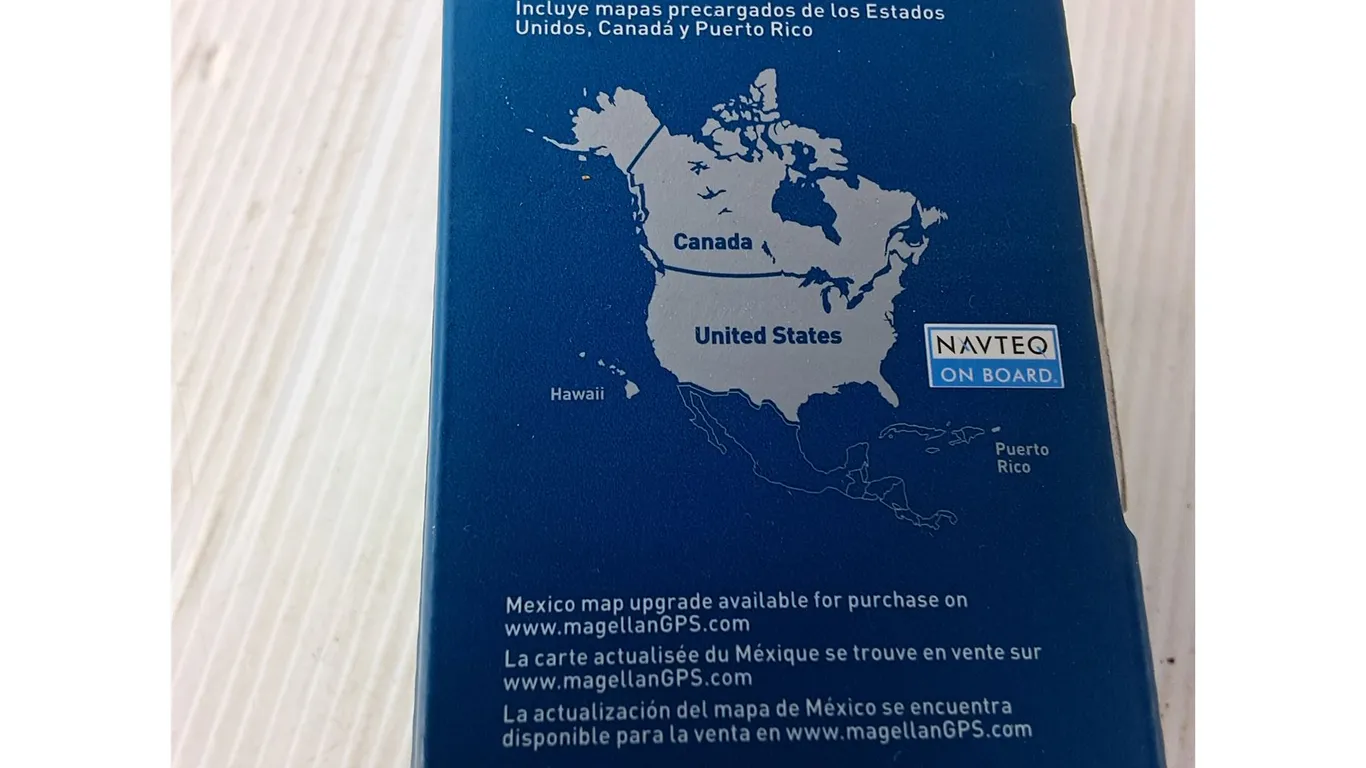 Incluye mapas precargados de los Estados
Unidos, Canadá y Puerto Rico
Canada
United States
NAVTEQ
ON BOARD®
Hawaii
Puerto
Rico
Mexico map upgrade available for purchase on
www.magellanGPS.com
La carte actualisée du Méxique se trouve en vente sur
www.magellanGPS.com
La actualización del mapa de México se encuentra
disponible para la venta en www.magellanGPS.com